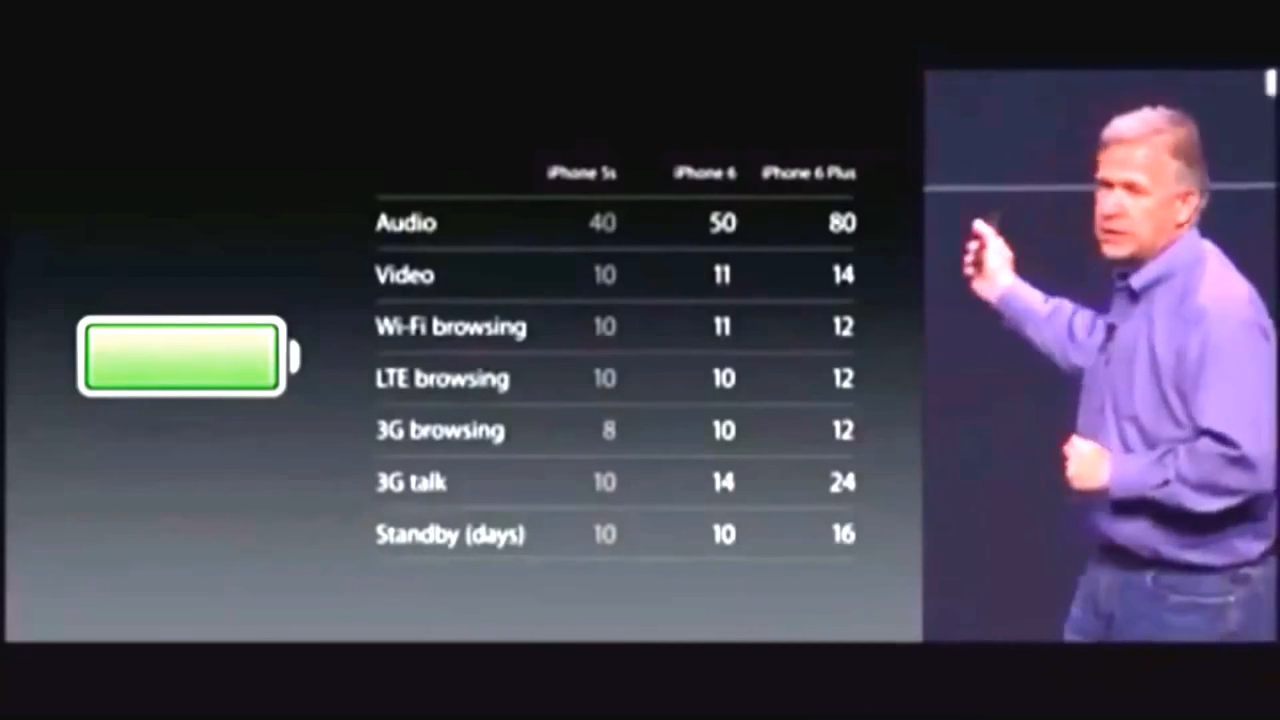 iPhone 5s iPhone 6 iPhone 6 Plus
Audio 40 50 80
Video 10 11 14
Wi-Fi browsing 10 11 12
LTE browsing 10 10 12
3G browsing 8 10 12
3G talk 10 14 24
Standby (days) 10 10 16